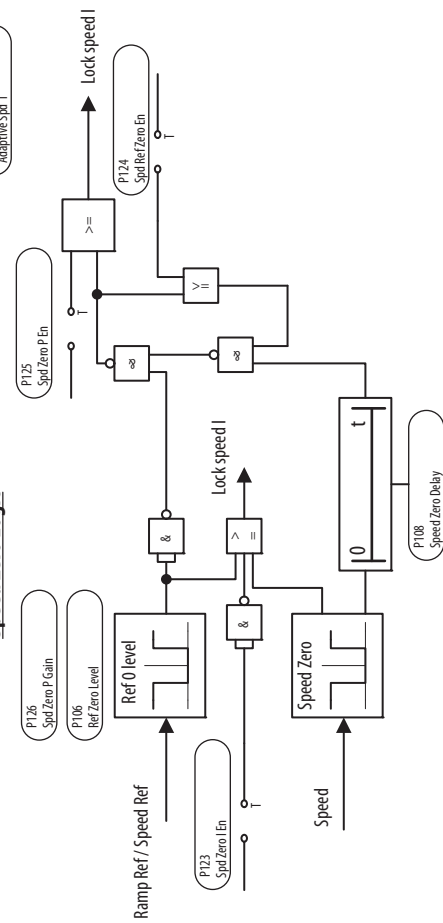 Adaptive Spd 1
Lock speed I
P125
Spd Zero P En
T
>=
P124
Spd Ref Zero En
T
>=
&
&
P126
Spd Zero P Gain
P106
Ref Zero Level
Ref 0 level
&
Lock speed I
>
=
&
Ramp Ref / Speed Ref
P123
Spd Zero I En
T
Speed Zero
Speed
0
t
P108
Speed Zero Delay